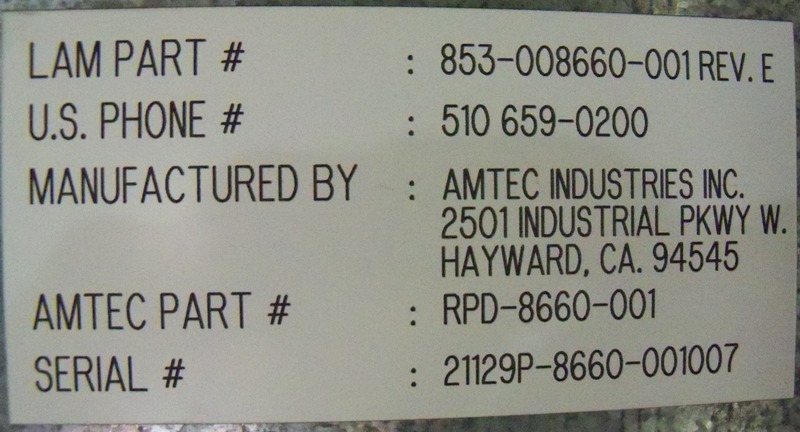 LAM PART # : 853-008660-001 REV. E
U.S. PHONE # : 510 659-0200
MANUFACTURED BY : AMTEC INDUSTRIES INC.
2501 INDUSTRIAL PKWY W.
HAYWARD, CA. 94545
AMTEC PART # : RPD-8660-001
SERIAL # : 21129P-8660-001007